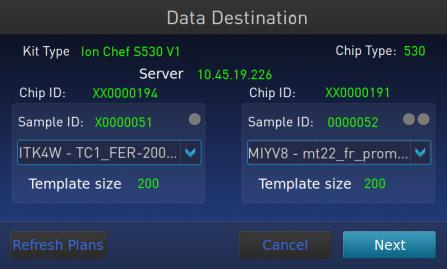 Data Destination
Kit Type Ion Chef S530 V1 Chip Type: 530
Server 10.45.19.226
Chip ID: XX0000194 Chip ID: XX0000191
Sample ID: X0000051 Sample ID: 0000052
ITK4W - TC1_FER-200... MIYV8 - mt22_fr_prom...
Template size 200 Template size 200
Refresh Plans Cancel Next